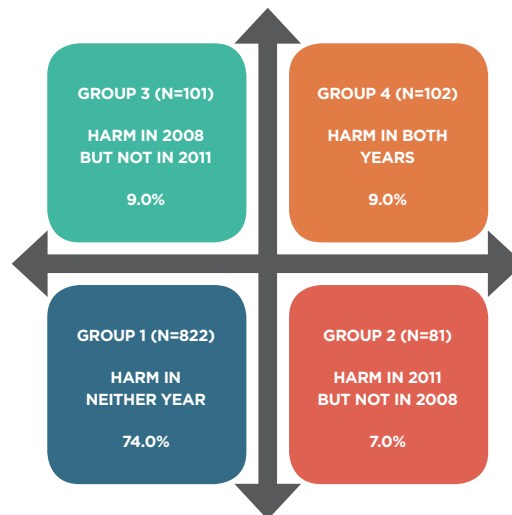 GROUP 3 (N=101)
HARM IN 2008
BUT NOT IN 2011
9.0%
GROUP 4 (N=102)
HARM IN BOTH
YEARS
9.0%
GROUP 1 (N=822)
HARM IN
NEITHER YEAR
74.0%
GROUP 2 (N=81)
HARM IN 2011
BUT NOT IN 2008
7.0%